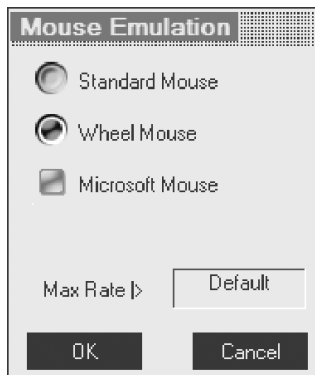 Mouse Emulation
Standard Mouse
Wheel Mouse
Microsoft Mouse
Max Rate |> Default
OK Cancel